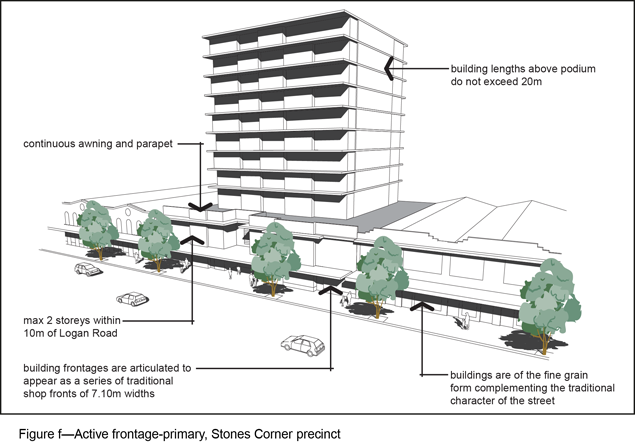 building lengths above podium
do not exceed 20m
continuous awning and parapet
max 2 storeys within
10m of Logan Road
building frontages are articulated to
appear as a series of traditional
shop fronts of 7.10m widths
buildings are of the fine grain
form complementing the traditional
character of the street
Figure f—Active frontage-primary, Stones Corner precinct